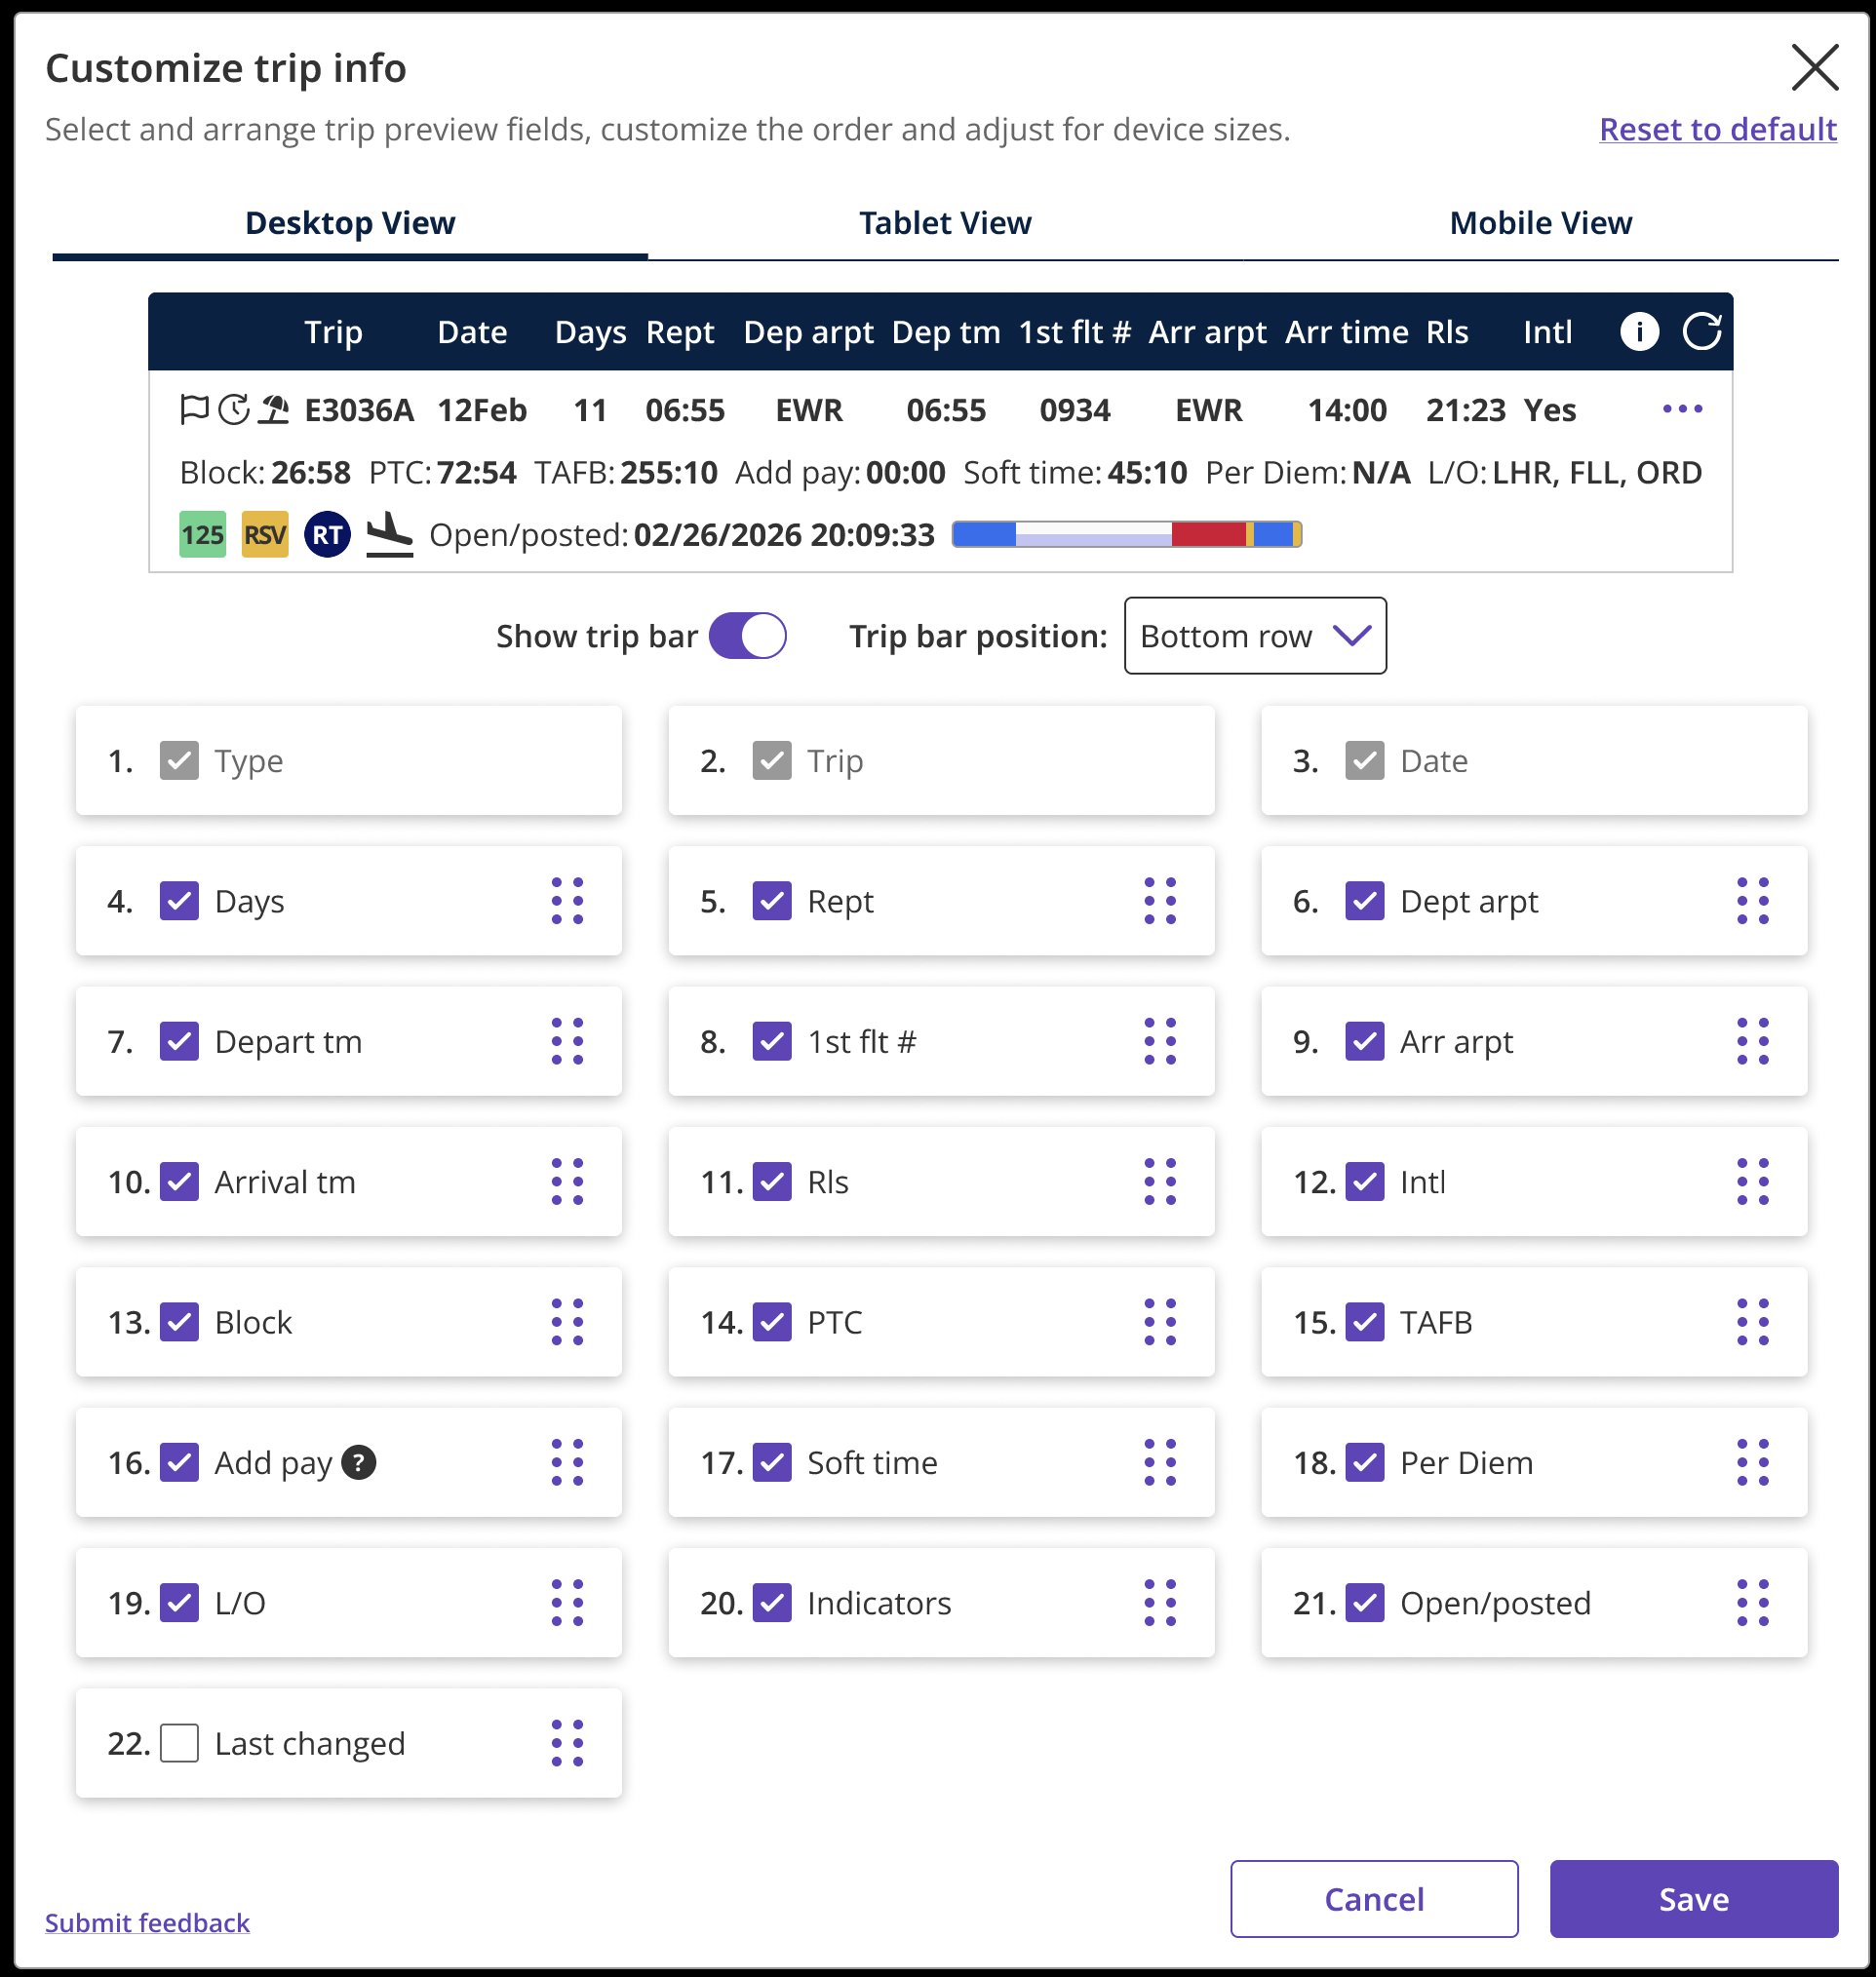 Customize trip info
Select and arrange trip preview fields, customize the order and adjust for device sizes.
Reset to default
Desktop View Tablet View Mobile View
Trip Date Days Rept Dep arpt Dep tm 1st flt # Arr arpt Arr time Rls Intl i
E3036A 12Feb 11 06:55 EWR 06:55 0934 EWR 14:00 21:23 Yes
Block: 26:58 PTC: 72:54 TAFB: 255:10 Add pay: 00:00 Soft time: 45:10 Per Diem: N/A L/O: LHR, FLL, ORD
125 RSV RT Open/posted: 02/26/2026 20:09:33
Show trip bar Trip bar position: Bottom row
1. Type 2. Trip 3. Date
4. Days 5. Rept 6. Dept arpt
7. Depart tm 8. 1st flt # 9. Arr arpt
10. Arrival tm 11. Rls 12. Intl
13. Block 14. PTC 15. TAFB
16. Add pay ? 17. Soft time 18. Per Diem
19. L/O 20. Indicators 21. Open/posted
22. Last changed
Submit feedback Cancel Save